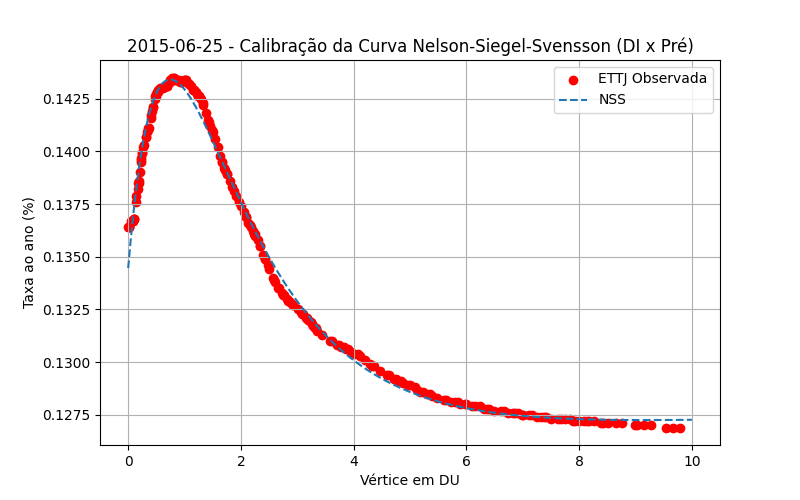 2015-06-25 - Calibração da Curva Nelson-Siegel-Svensson (DI x Pré)
ETTJ Observada
NSS
Taxa ao ano (%)
0.1425
0.1400
0.1375
0.1350
0.1325
0.1300
0.1275
0 2 4 6 8 10
Vértice em DU